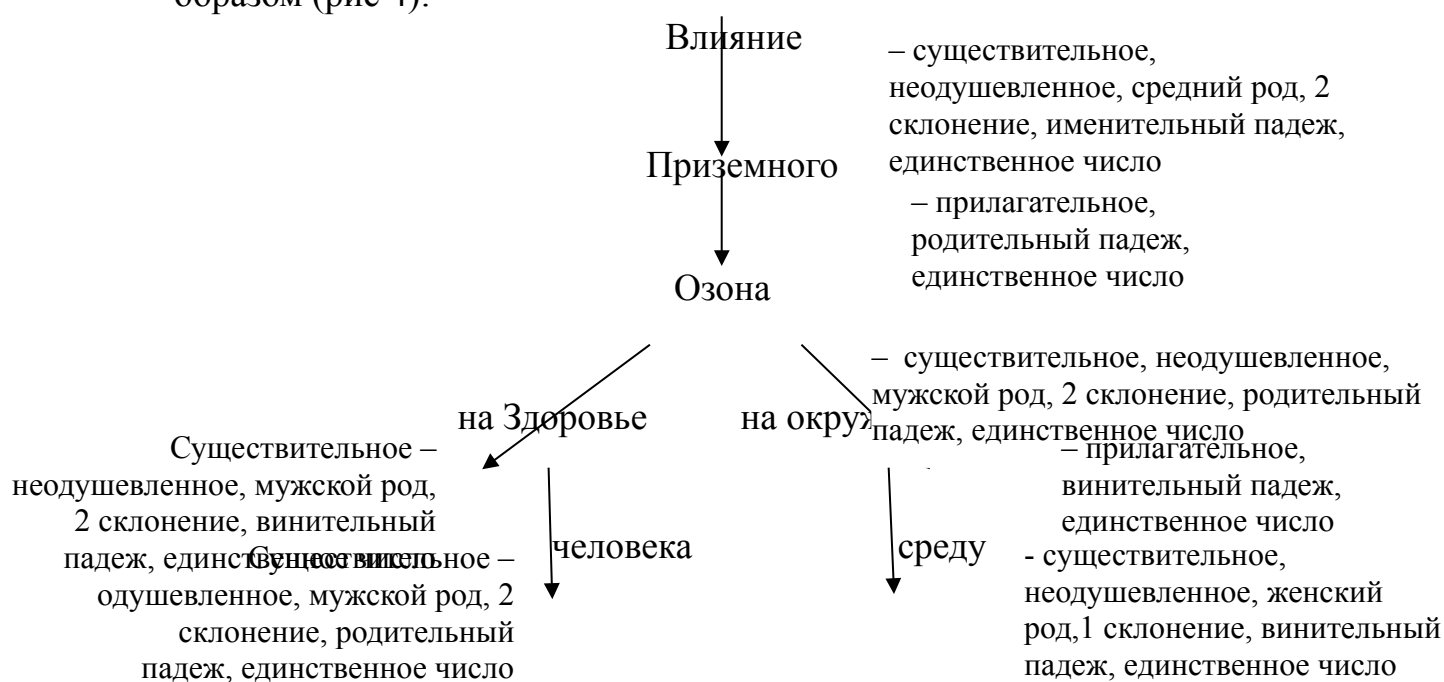 образом (рис 4).
Влияние
– существительное,
неодушевленное, средний род, 2
склонение, именительный падеж,
единственное число
Приземного
– прилагательное,
родительный падеж,
единственное число
Озона
– существительное, неодушевленное,
мужской род, 2 склонение, родительный
падеж, единственное число
на Здоровье
Существительное –
неодушевленное, мужской род,
2 склонение, винительный
падеж, единственное число
на окруж
– прилагательное,
винительный падеж,
единственное число
человека
Существительное –
одушевленное, мужской род, 2
склонение, родительный
падеж, единственное число
среду
- существительное,
неодушевленное, женский
род,1 склонение, винительный
падеж, единственное число